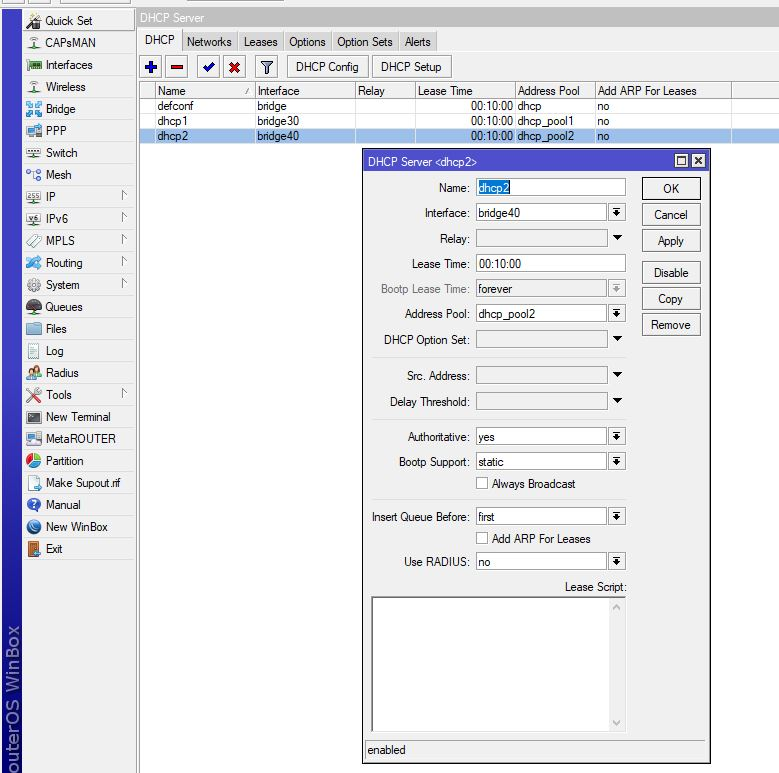 Quick Set
CAPsMAN
Interfaces
Wireless
Bridge
PPP
Switch
Mesh
IP
IPv6
MPLS
Routing
System
Queues
Files
Log
Radius
Tools
New Terminal
MetaROUTER
Partition
Make Supout.rif
Manual
New WinBox
Exit
outerOS WinBox
DHCP Server
DHCP Networks Leases Options Option Sets Alerts
DHCP Config DHCP Setup
Name Interface Relay Lease Time Address Pool Add ARP For Leases
defconf bridge 00:10:00 dhcp no
dhcp1 bridge30 00:10:00 dhcp_pool1 no
dhcp2 bridge40 00:10:00 dhcp_pool2 no
DHCP Server <dhcp2>
Name: dhcp2 OK
Interface: bridge40 Cancel
Relay: Apply
Lease Time: 00:10:00
Disable
Bootp Lease Time: forever
Copy
Address Pool: dhcp_pool2
Remove
DHCP Option Set:
Src. Address:
Delay Threshold:
Authoritative: yes
Bootp Support: static
Always Broadcast
Insert Queue Before: first
Add ARP For Leases
Use RADIUS: no
Lease Script:
enabled